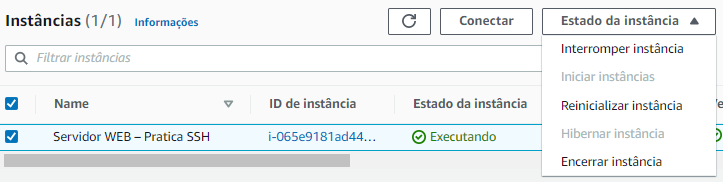 Instâncias (1/1) Informações Conectar Estado da instância
Filtrar instâncias
Interromper instância
Iniciar instâncias
Reinicializar instância
Hibernar instância
Encerrar instância
Name ID de instância Estado da instância
Servidor WEB – Pratica SSH i-065e9181ad44... Executando